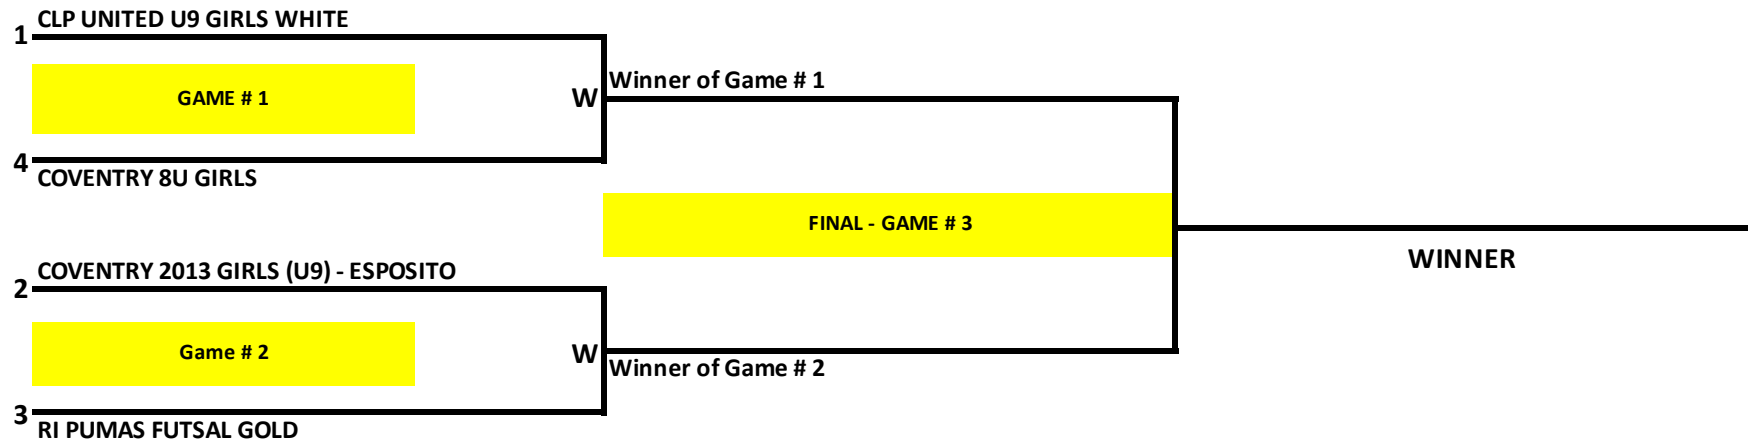 CLP UNITED U9 GIRLS WHITE
1
GAME # 1
W
Winner of Game # 1
4
COVENTRY 8U GIRLS
FINAL - GAME # 3
WINNER
COVENTRY 2013 GIRLS (U9) - ESPOSITO
2
Game # 2
W
Winner of Game # 2
3
RI PUMAS FUTSAL GOLD